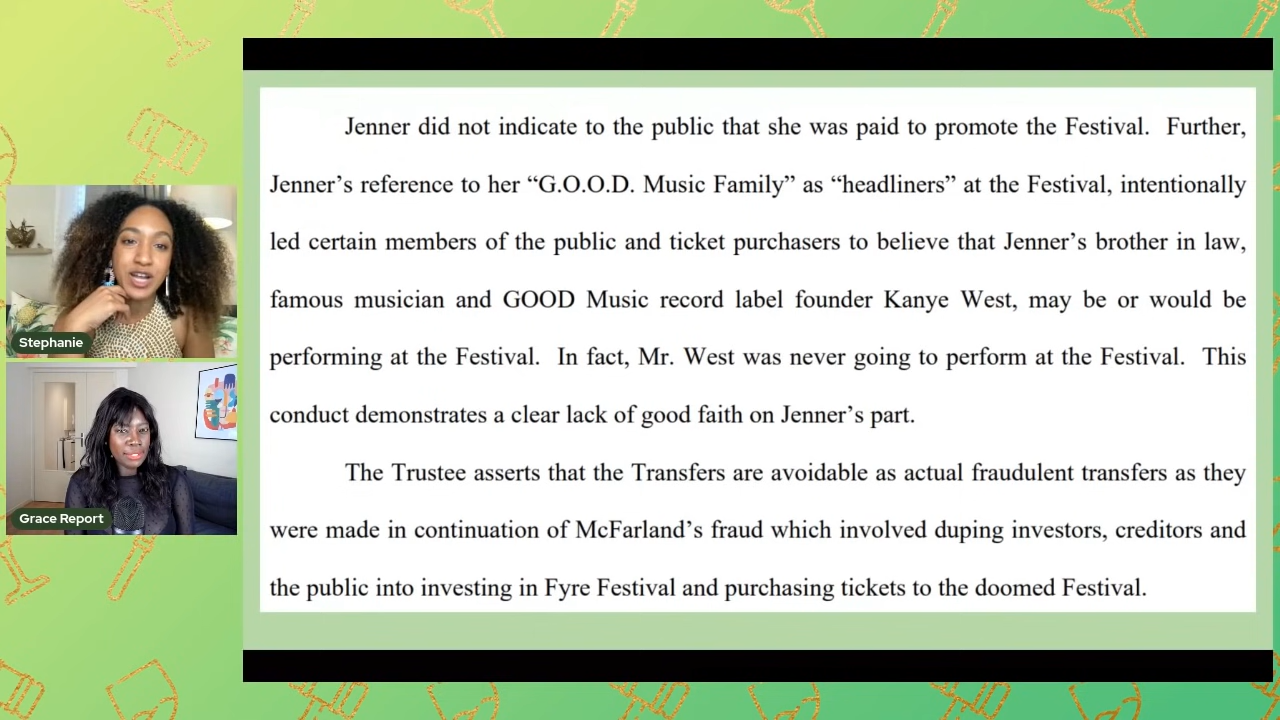 Jenner did not indicate to the public that she was paid to promote the Festival. Further,
Jenner’s reference to her “G.O.O.D. Music Family” as “headliners” at the Festival, intentionally
led certain members of the public and ticket purchasers to believe that Jenner’s brother in law,
famous musician and GOOD Music record label founder Kanye West, may be or would be
performing at the Festival. In fact, Mr. West was never going to perform at the Festival. This
conduct demonstrates a clear lack of good faith on Jenner’s part.
The Trustee asserts that the Transfers are avoidable as actual fraudulent transfers as they
were made in continuation of McFarland’s fraud which involved duping investors, creditors and
the public into investing in Fyre Festival and purchasing tickets to the doomed Festival.
Stephanie
Grace Report